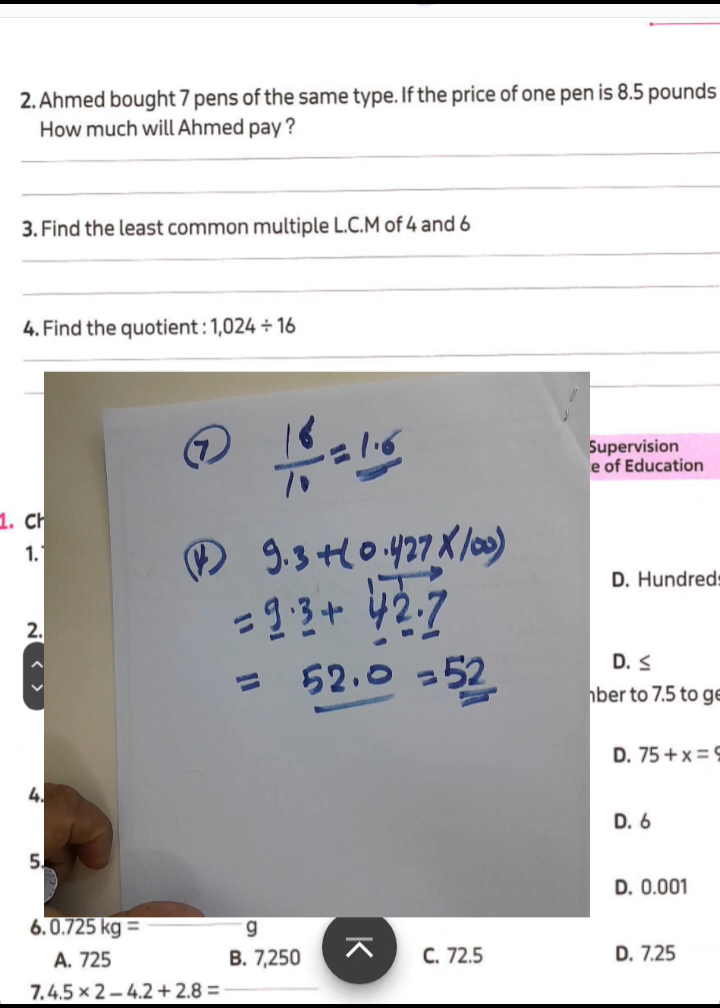 2. Ahmed bought 7 pens of the same type. If the price of one pen is 8.5 pounds
How much will Ahmed pay?
3. Find the least common multiple L.C.M of 4 and 6
4. Find the quotient : 1,024 ÷ 16
⑦ 16/10 = 1.6
Supervision
e of Education
1. Ch
1.
④ 9.3 + (0.427 X 100)
D. Hundreds
= 9.3 + 42.7
2.
D. ≤
= 52.0 = 52
ber to 7.5 to ge
D. 75 + x = 9
4.
D. 6
5.
D. 0.001
6. 0.725 kg = g
A. 725 B. 7,250 C. 72.5 D. 7.25
7. 4.5 × 2 – 4.2 + 2.8 =